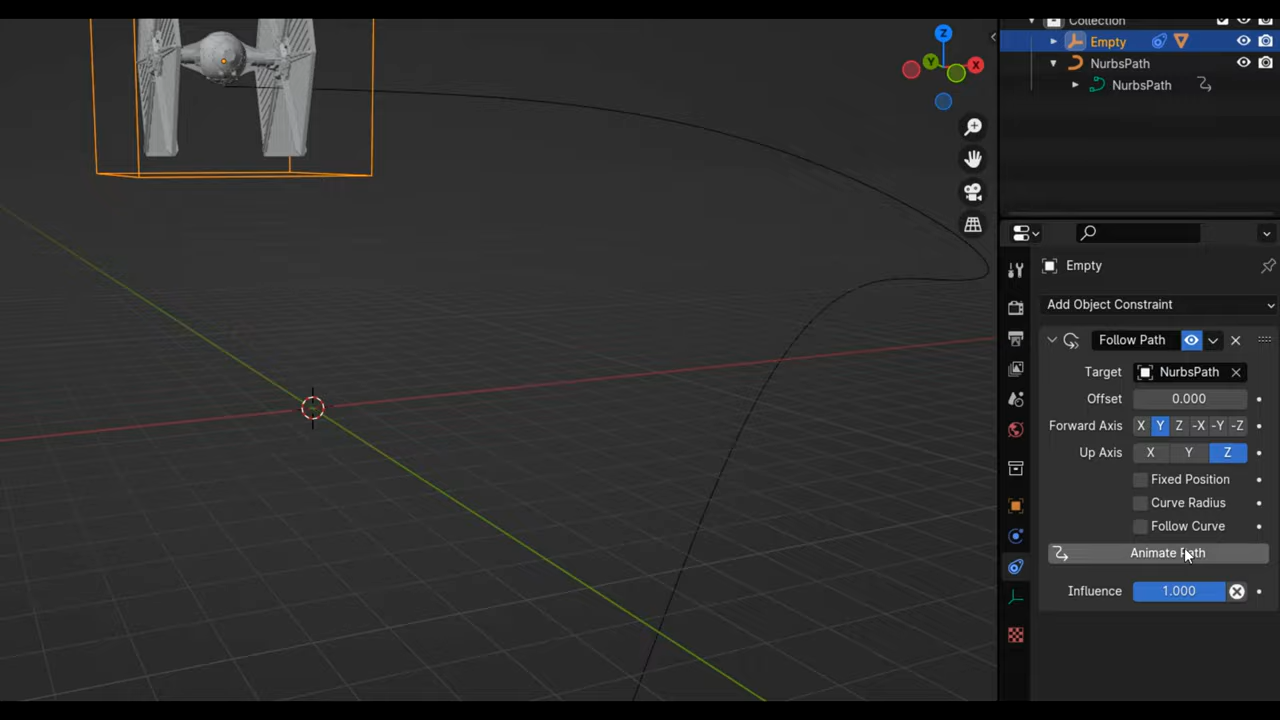 Collection
Empty
NurbsPath
NurbsPath
Z
Y
X
Empty
Add Object Constraint
Follow Path
Target NurbsPath
Offset 0.000
Forward Axis X Y Z -X -Y -Z
Up Axis X Y Z
Fixed Position
Curve Radius
Follow Curve
Animate Path
Influence 1.000